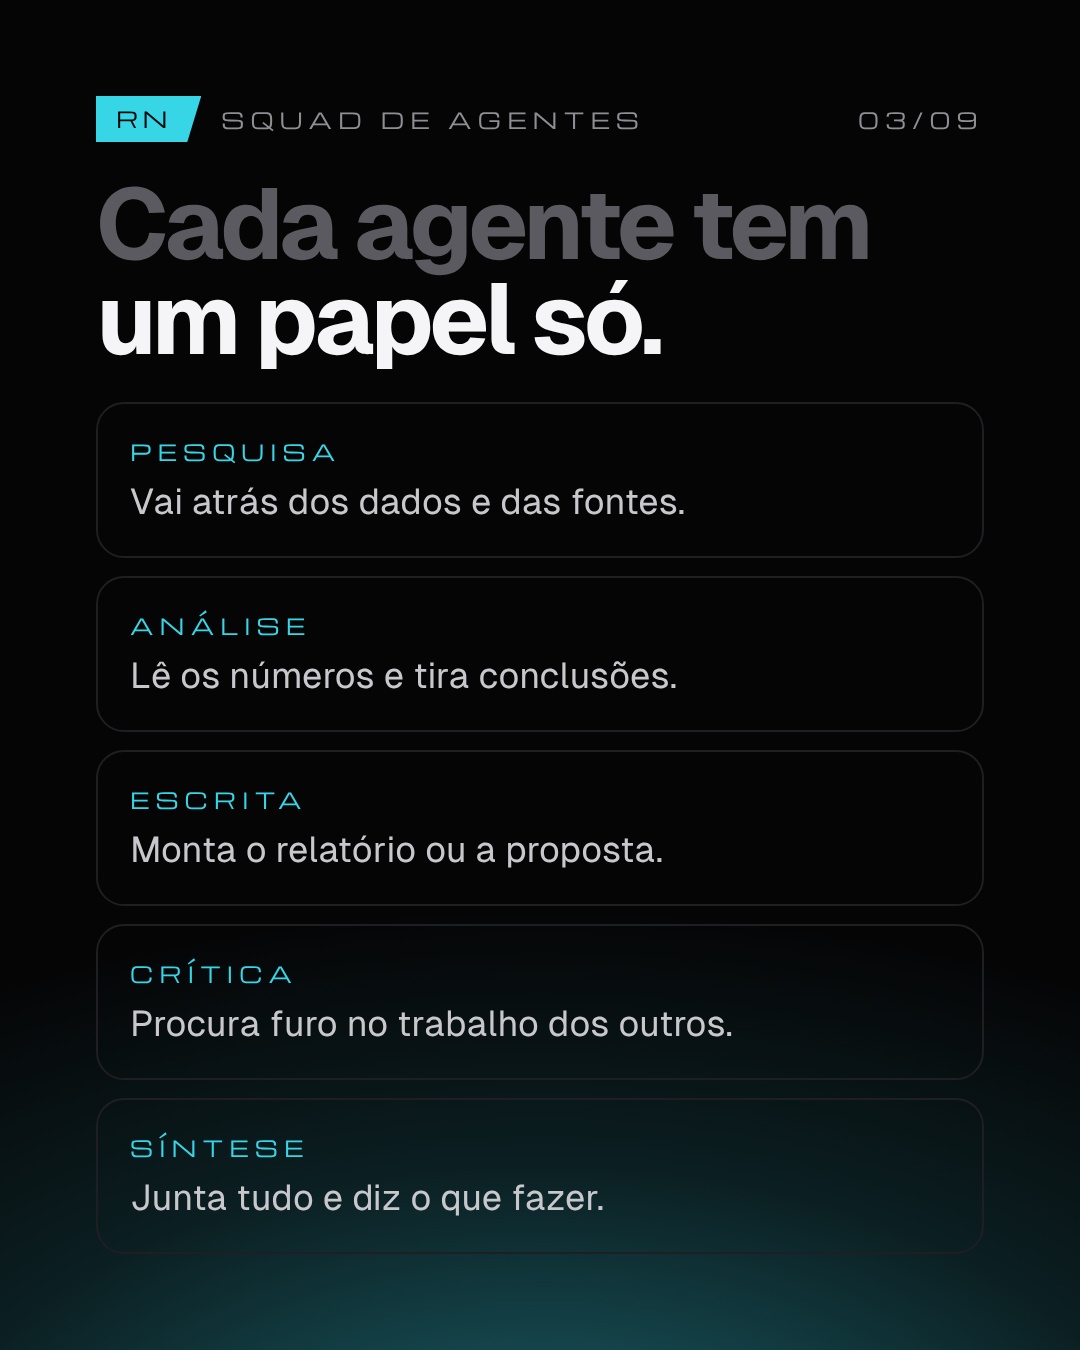 RN SQUAD DE AGENTES 03/09
Cada agente tem
um papel só.
PESQUISA
Vai atrás dos dados e das fontes.
ANÁLISE
Lê os números e tira conclusões.
ESCRITA
Monta o relatório ou a proposta.
CRÍTICA
Procura furo no trabalho dos outros.
SÍNTESE
Junta tudo e diz o que fazer.